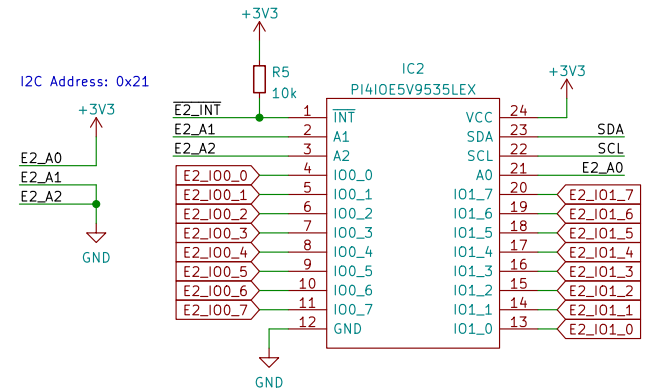 +3V3
I2C Address: 0x21
+3V3
E2_A0
E2_A1
E2_A2
GND
R5
10k
IC2
PI4IOE5V9535LEX
+3V3
E2_INT 1 INT VCC 24
E2_A1 2 A1 SDA 23 SDA
E2_A2 3 A2 SCL 22 SCL
E2_IO0_0 4 IO0_0 A0 21 E2_A0
E2_IO0_1 5 IO0_1 IO1_7 20 E2_IO1_7
E2_IO0_2 6 IO0_2 IO1_6 19 E2_IO1_6
E2_IO0_3 7 IO0_3 IO1_5 18 E2_IO1_5
E2_IO0_4 8 IO0_4 IO1_4 17 E2_IO1_4
E2_IO0_5 9 IO0_5 IO1_3 16 E2_IO1_3
E2_IO0_6 10 IO0_6 IO1_2 15 E2_IO1_2
E2_IO0_7 11 IO0_7 IO1_1 14 E2_IO1_1
12 GND IO1_0 13 E2_IO1_0
GND